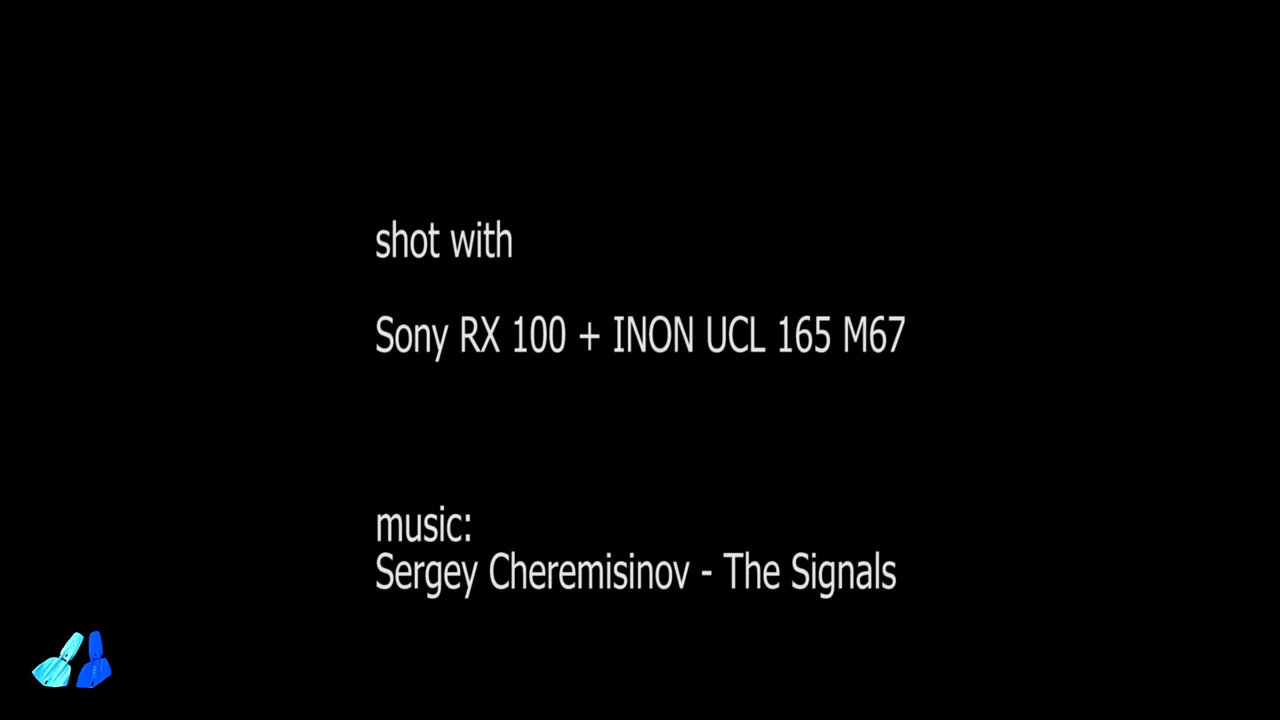 shot with
Sony RX 100 + INON UCL 165 M67
music:
Sergey Cheremisinov - The Signals